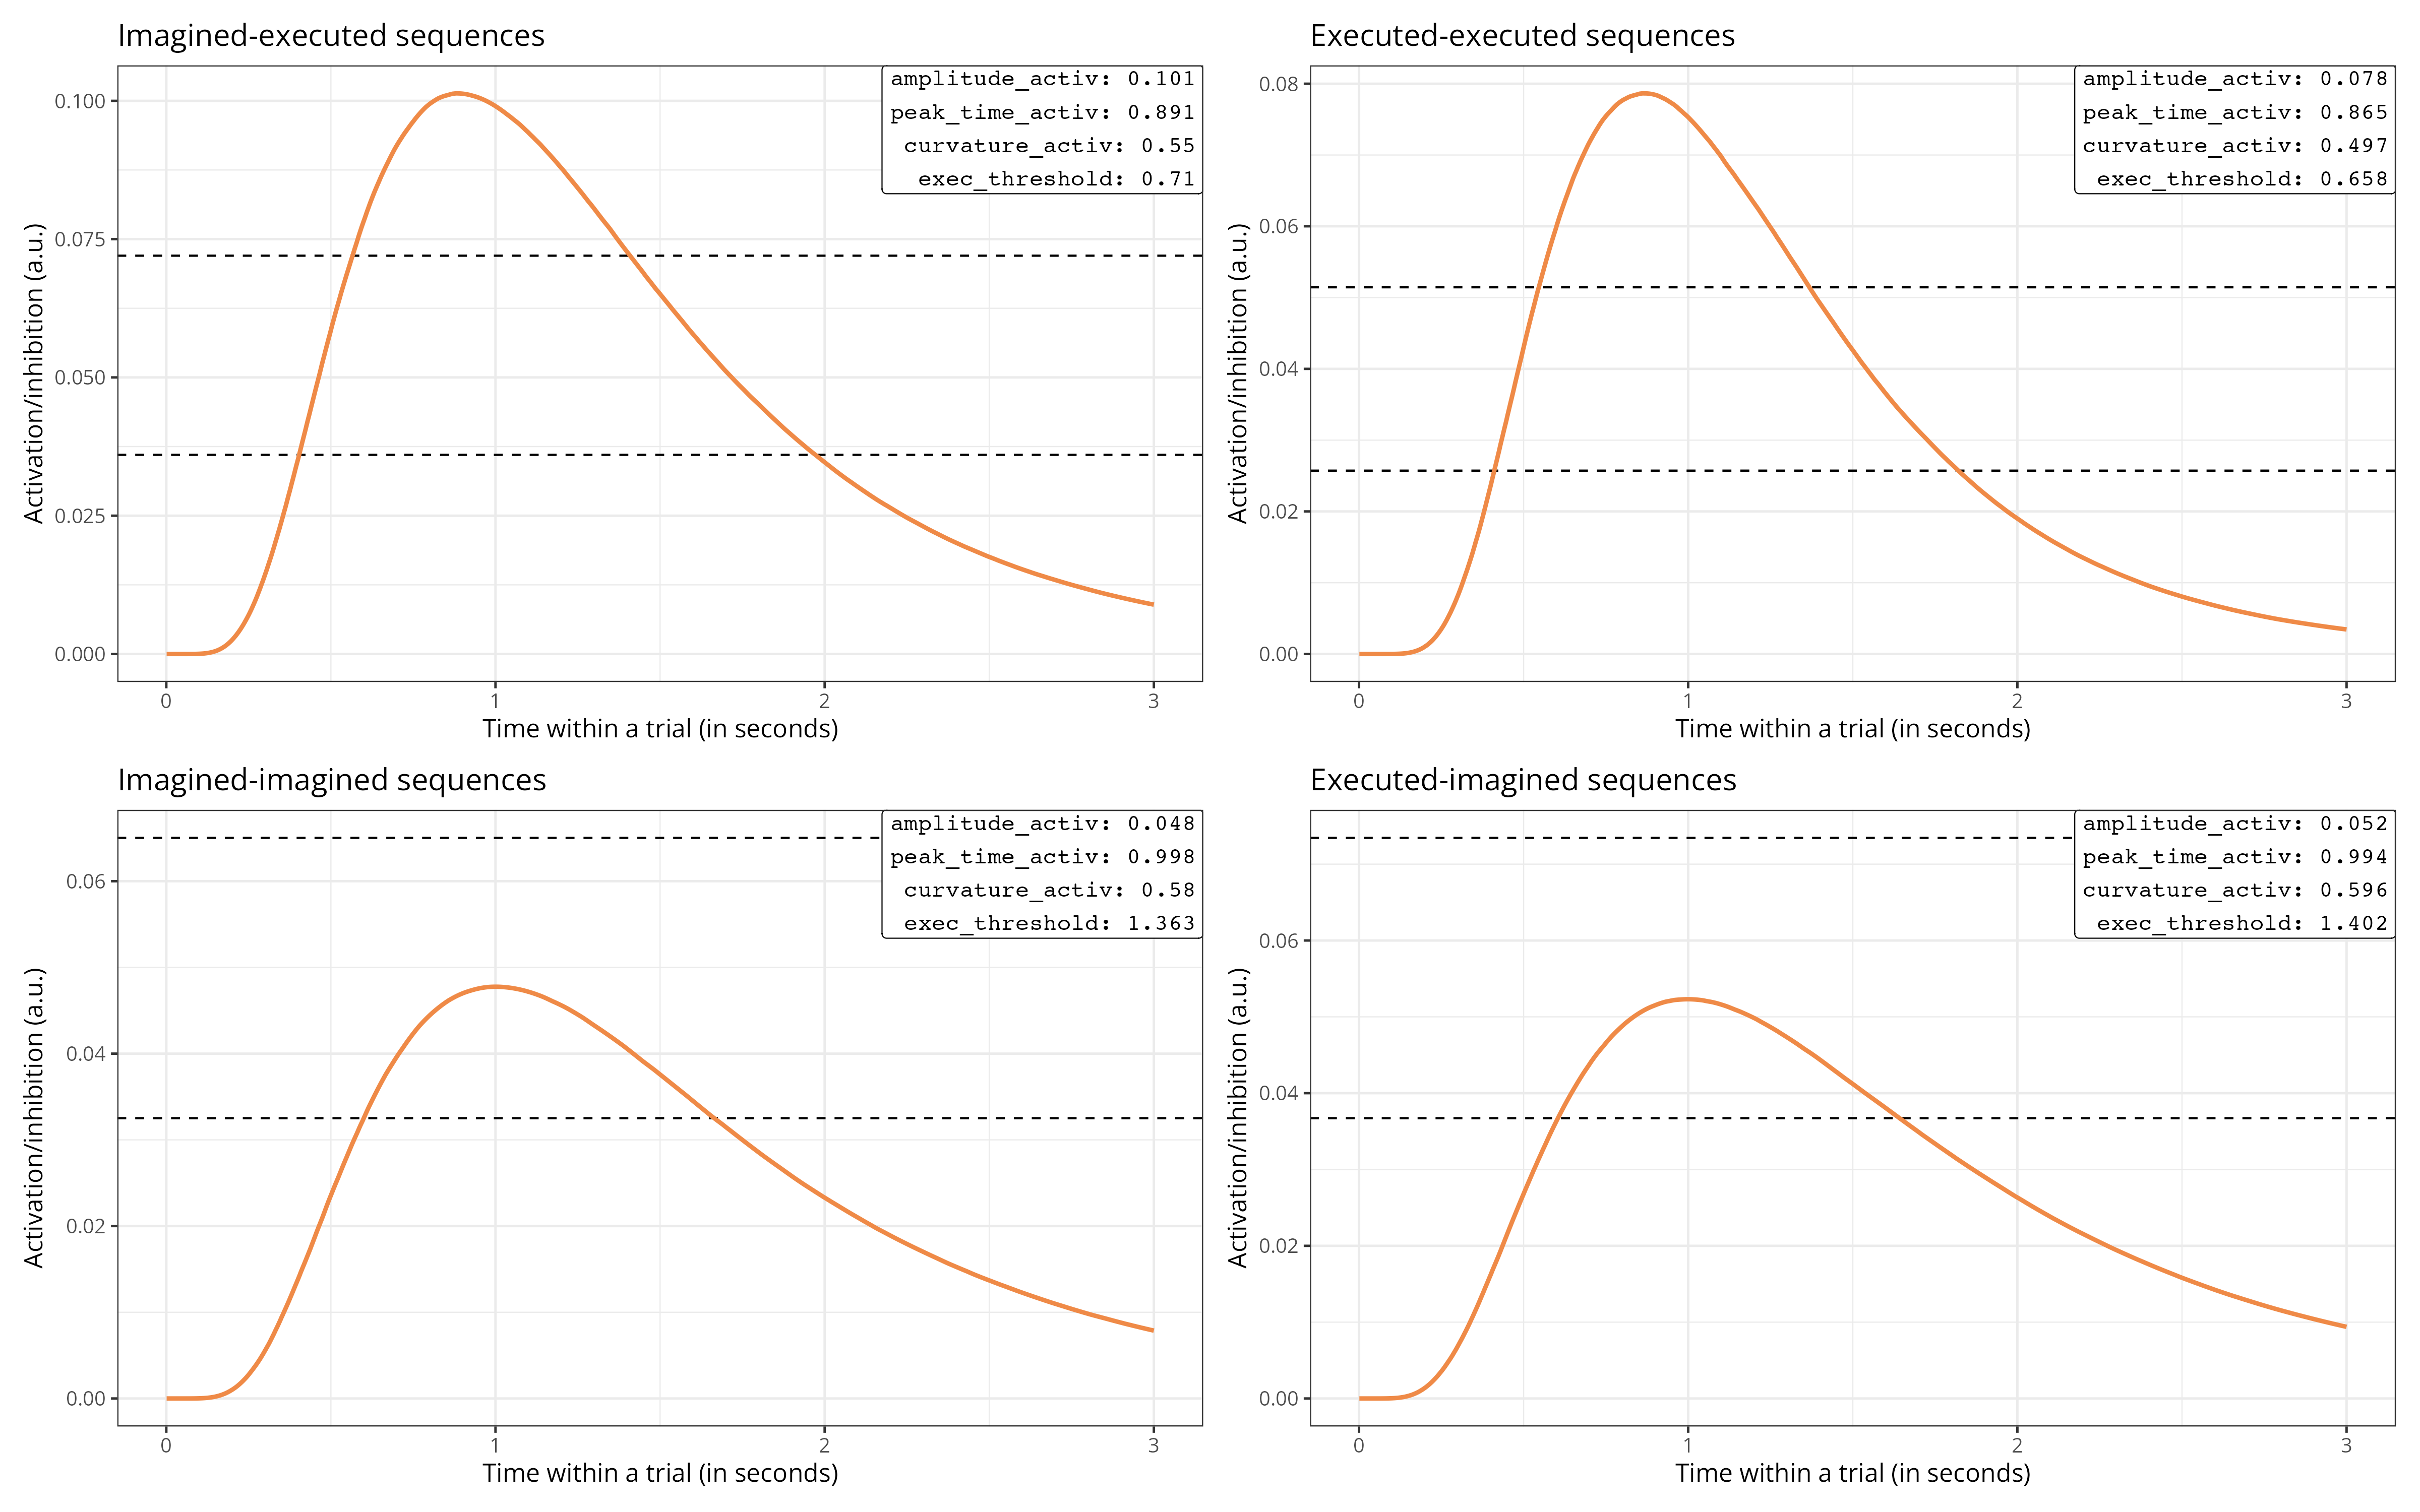 Imagined-executed sequences
Activation/inhibition (a.u.)
0.100
0.075
0.050
0.025
0.000
amplitude_activ: 0.101
peak_time_activ: 0.891
curvature_activ: 0.55
exec_threshold: 0.71
0 1 2 3
Time within a trial (in seconds)
Executed-executed sequences
Activation/inhibition (a.u.)
0.08
0.06
0.04
0.02
0.00
amplitude_activ: 0.078
peak_time_activ: 0.865
curvature_activ: 0.497
exec_threshold: 0.658
0 1 2 3
Time within a trial (in seconds)
Imagined-imagined sequences
Activation/inhibition (a.u.)
0.06
0.04
0.02
0.00
amplitude_activ: 0.048
peak_time_activ: 0.998
curvature_activ: 0.58
exec_threshold: 1.363
0 1 2 3
Time within a trial (in seconds)
Executed-imagined sequences
Activation/inhibition (a.u.)
0.06
0.04
0.02
0.00
amplitude_activ: 0.052
peak_time_activ: 0.994
curvature_activ: 0.596
exec_threshold: 1.402
0 1 2 3
Time within a trial (in seconds)